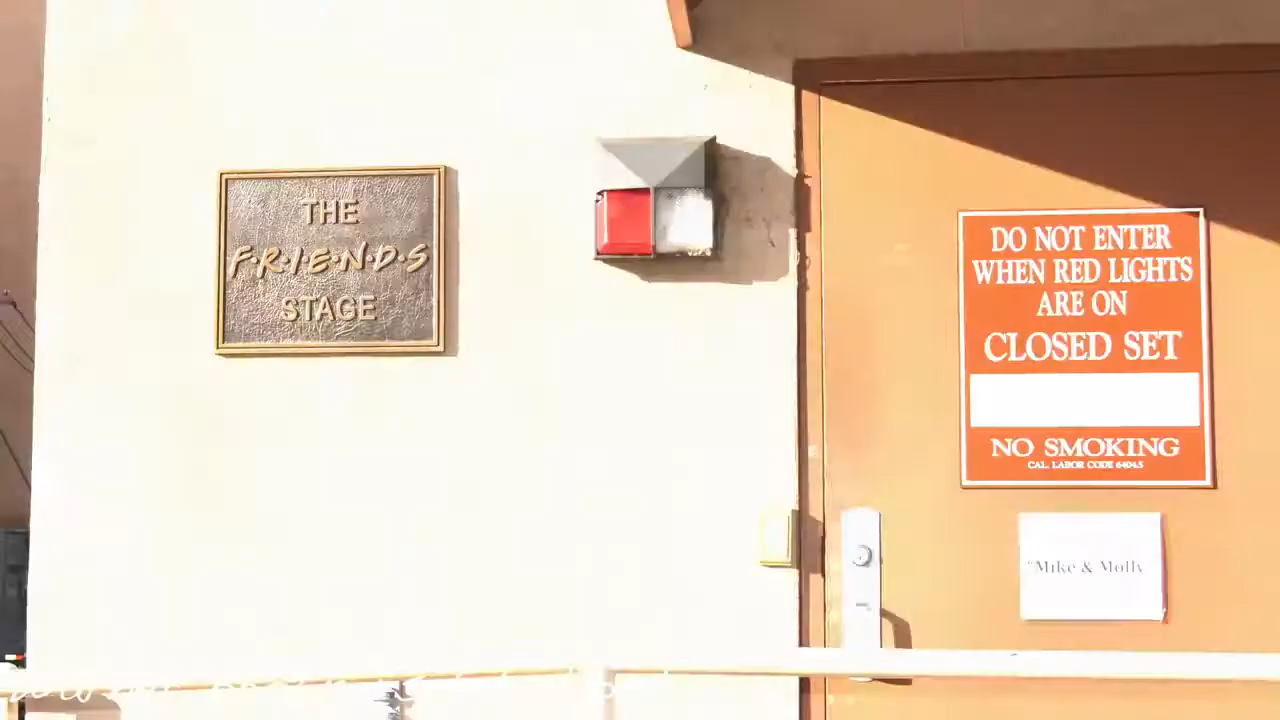 THE
F·R·I·E·N·D·S
STAGE
DO NOT ENTER
WHEN RED LIGHTS
ARE ON
CLOSED SET
NO SMOKING
CAL. LABOR CODE 6404.5
"Mike & Molly